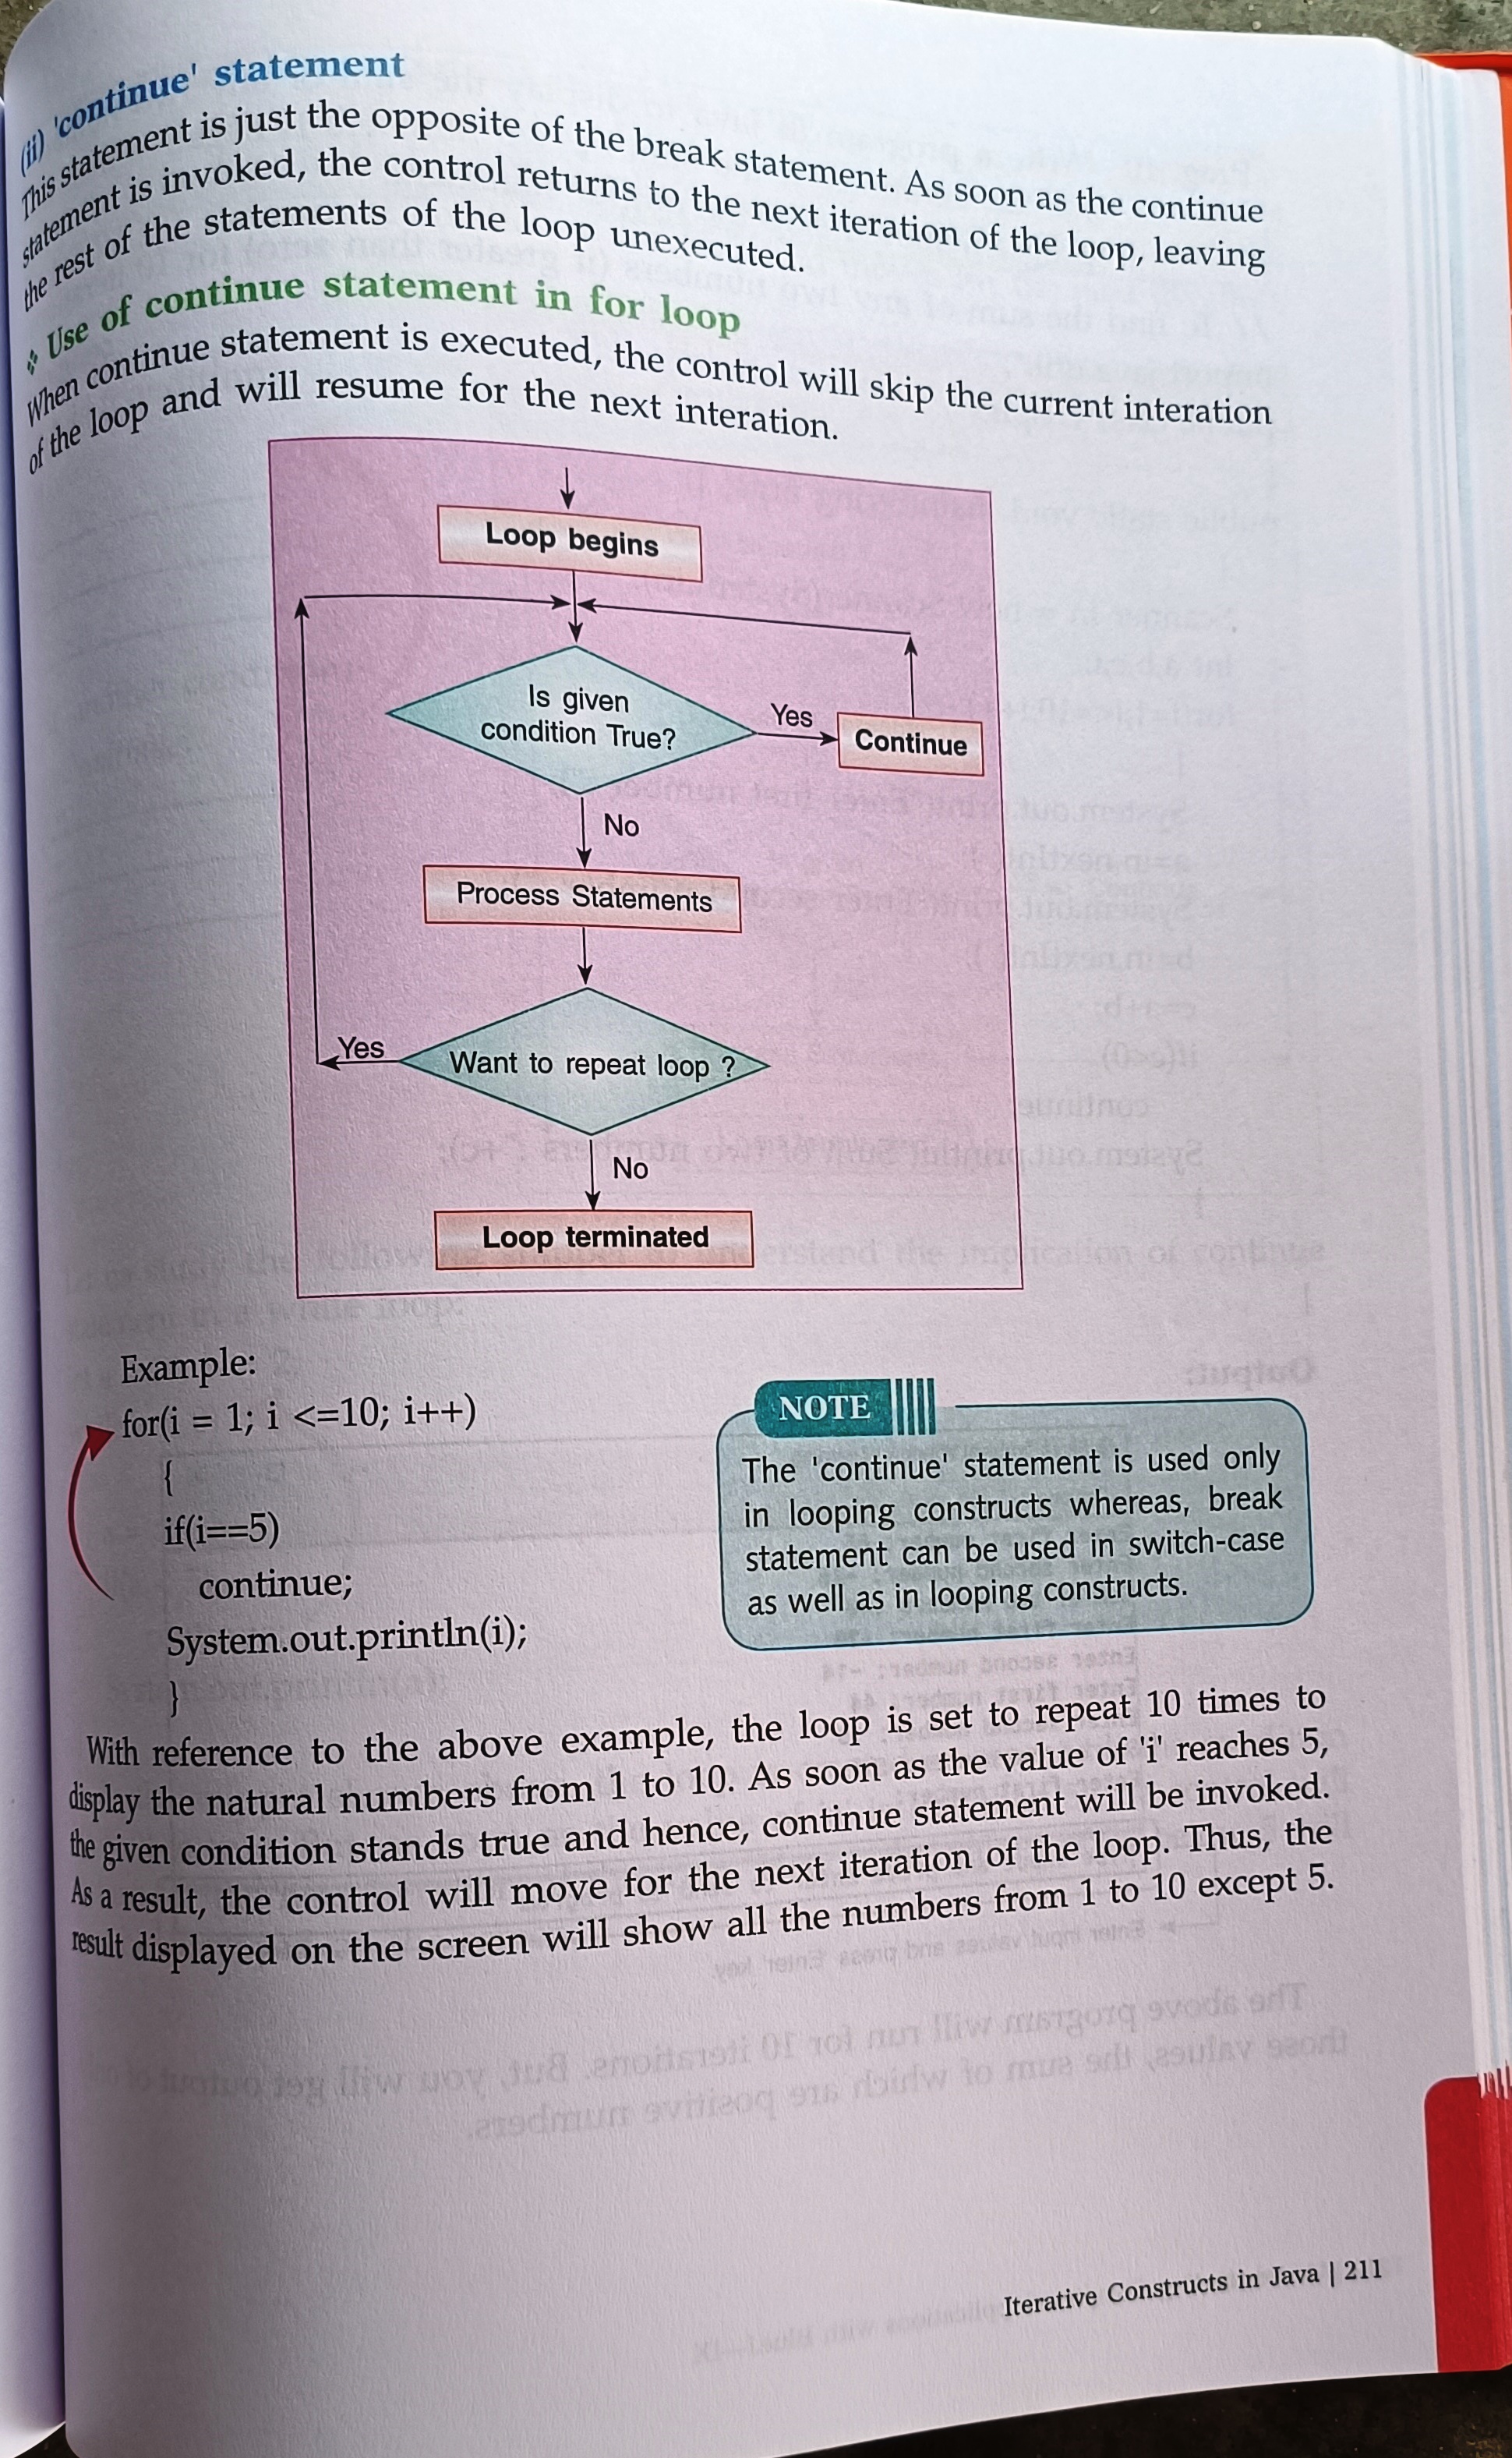 (ii) 'continue' statement
This statement is just the opposite of the break statement. As soon as the continue
statement is invoked, the control returns to the next iteration of the loop, leaving
the rest of the statements of the loop unexecuted.
Use of continue statement in for loop
When continue statement is executed, the control will skip the current interation
of the loop and will resume for the next interation.
Loop begins
Is given
condition True?
Yes
Continue
No
Process Statements
Yes
Want to repeat loop ?
No
Loop terminated
Example:
for(i = 1; i <=10; i++)
{
if(i==5)
continue;
System.out.println(i);
}
NOTE
The 'continue' statement is used only
in looping constructs whereas, break
statement can be used in switch-case
as well as in looping constructs.
With reference to the above example, the loop is set to repeat 10 times to
display the natural numbers from 1 to 10. As soon as the value of 'i' reaches 5,
the given condition stands true and hence, continue statement will be invoked.
As a result, the control will move for the next iteration of the loop. Thus, the
result displayed on the screen will show all the numbers from 1 to 10 except 5.
Iterative Constructs in Java | 211